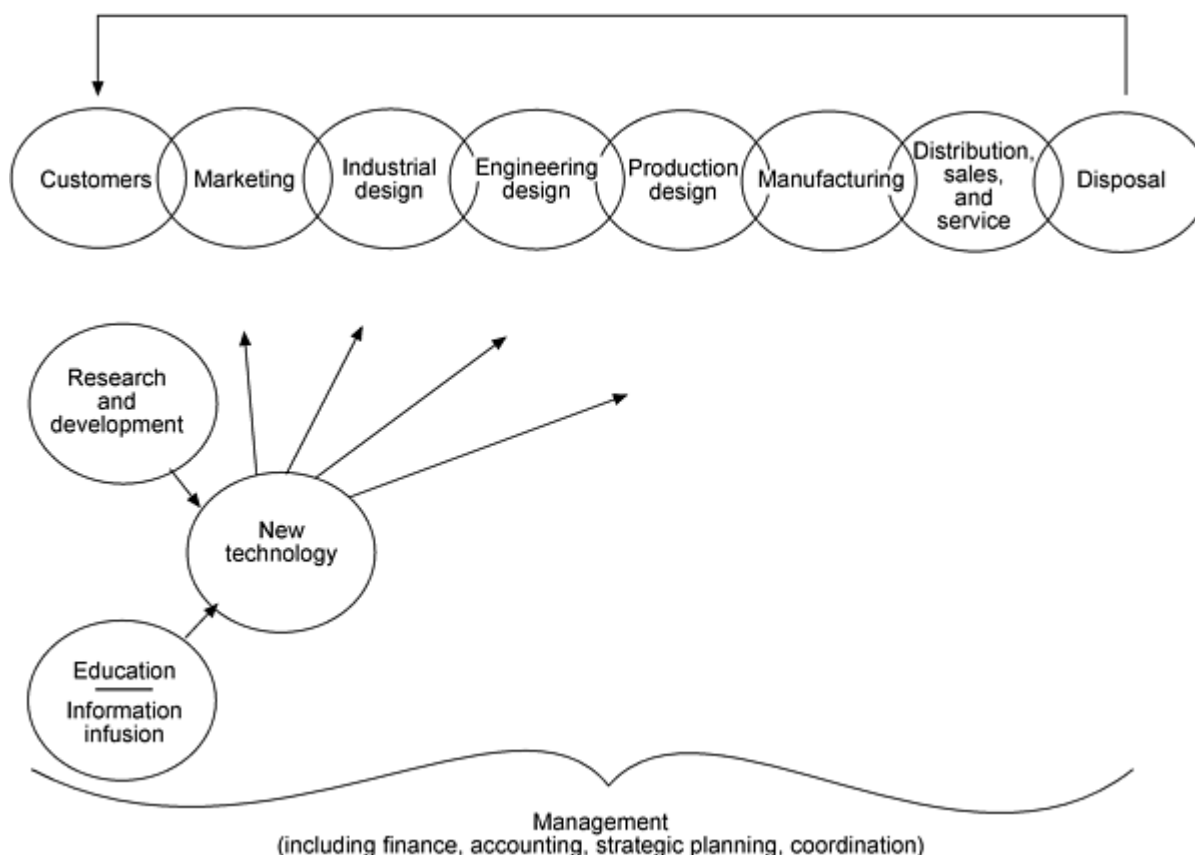 Customers
Marketing
Industrial
design
Engineering
design
Production
design
Manufacturing
Distribution,
sales,
and
service
Disposal
Research
and
development
New
technology
Education
Information
infusion
Management
(including finance, accounting, strategic planning, coordination)